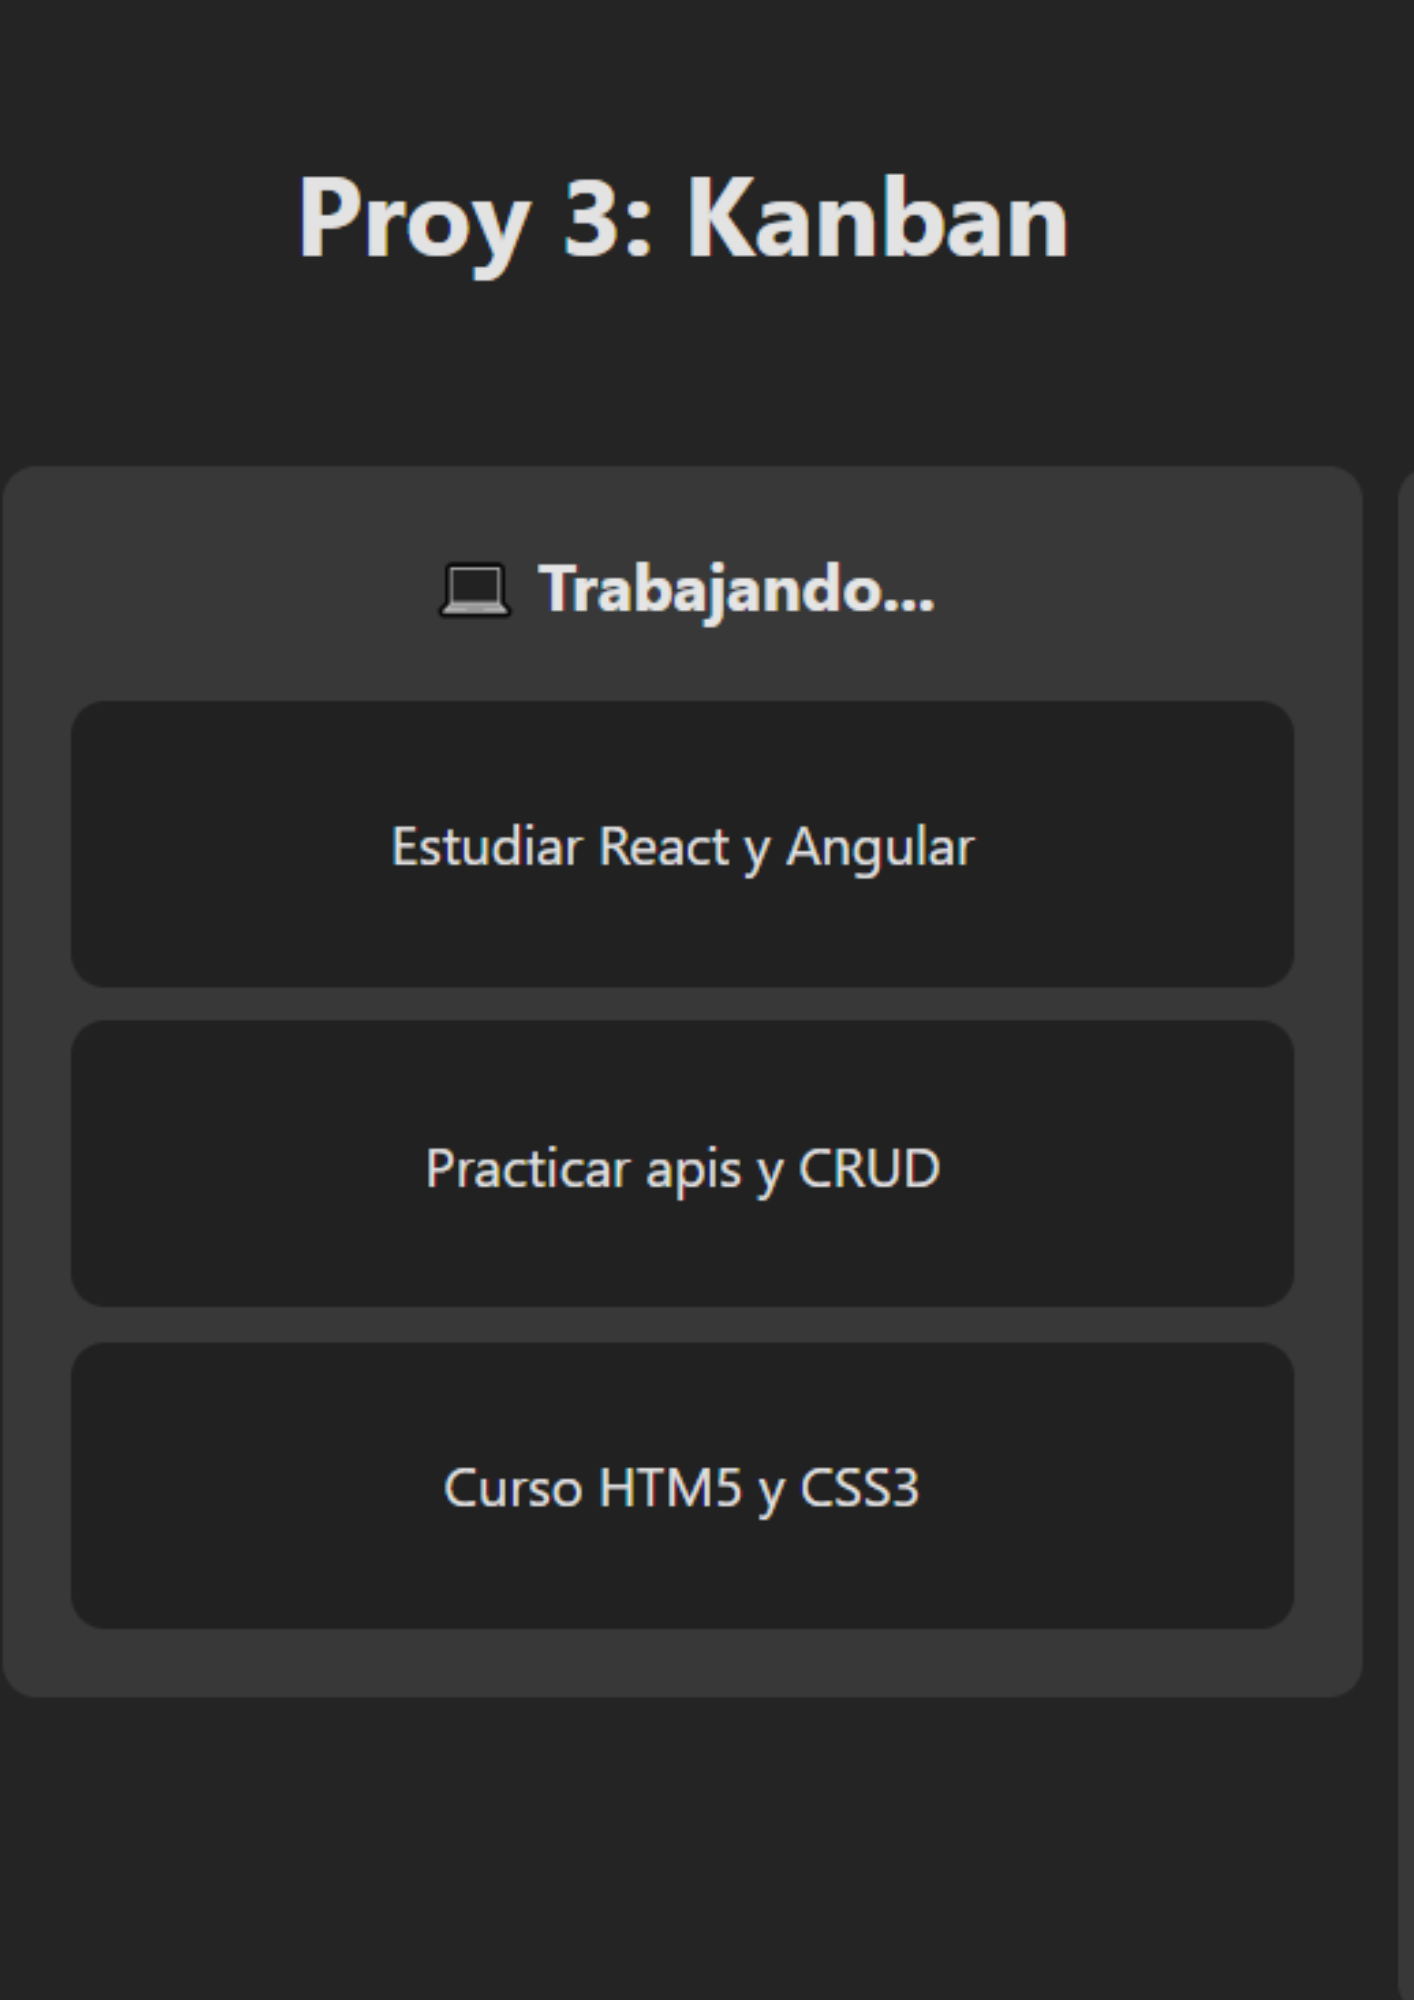 Proy 3: Kanban
💻 Trabajando...
Estudiar React y Angular
Practicar apis y CRUD
Curso HTM5 y CSS3